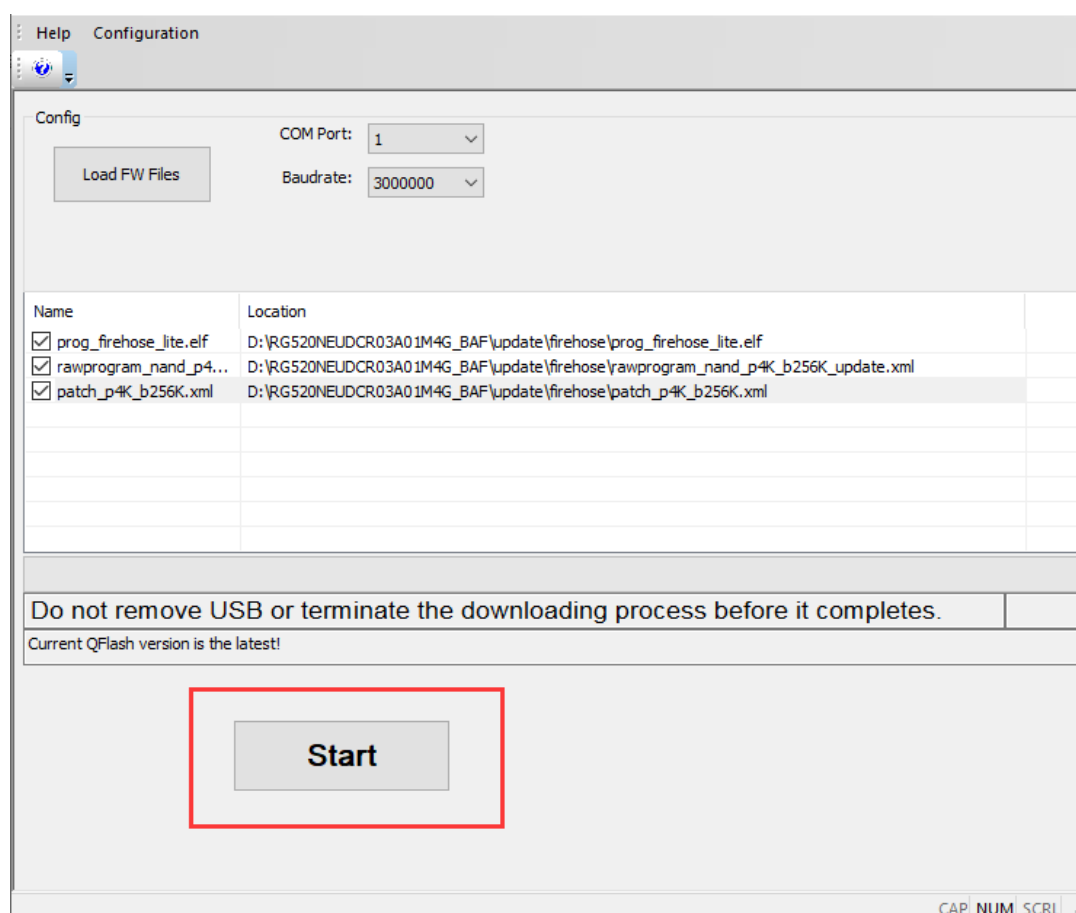 Help Configuration
Config
COM Port: 1
Load FW Files
Baudrate: 3000000
Name Location
prog_firehose_lite.elf D:\RG520NEUDCR03A01M4G_BAF\update\firehose\prog_firehose_lite.elf
rawprogram_nand_p4... D:\RG520NEUDCR03A01M4G_BAF\update\firehose\rawprogram_nand_p4K_b256K_update.xml
patch_p4K_b256K.xml D:\RG520NEUDCR03A01M4G_BAF\update\firehose\patch_p4K_b256K.xml
Do not remove USB or terminate the downloading process before it completes.
Current QFlash version is the latest!
Start
CAP NUM SCRL